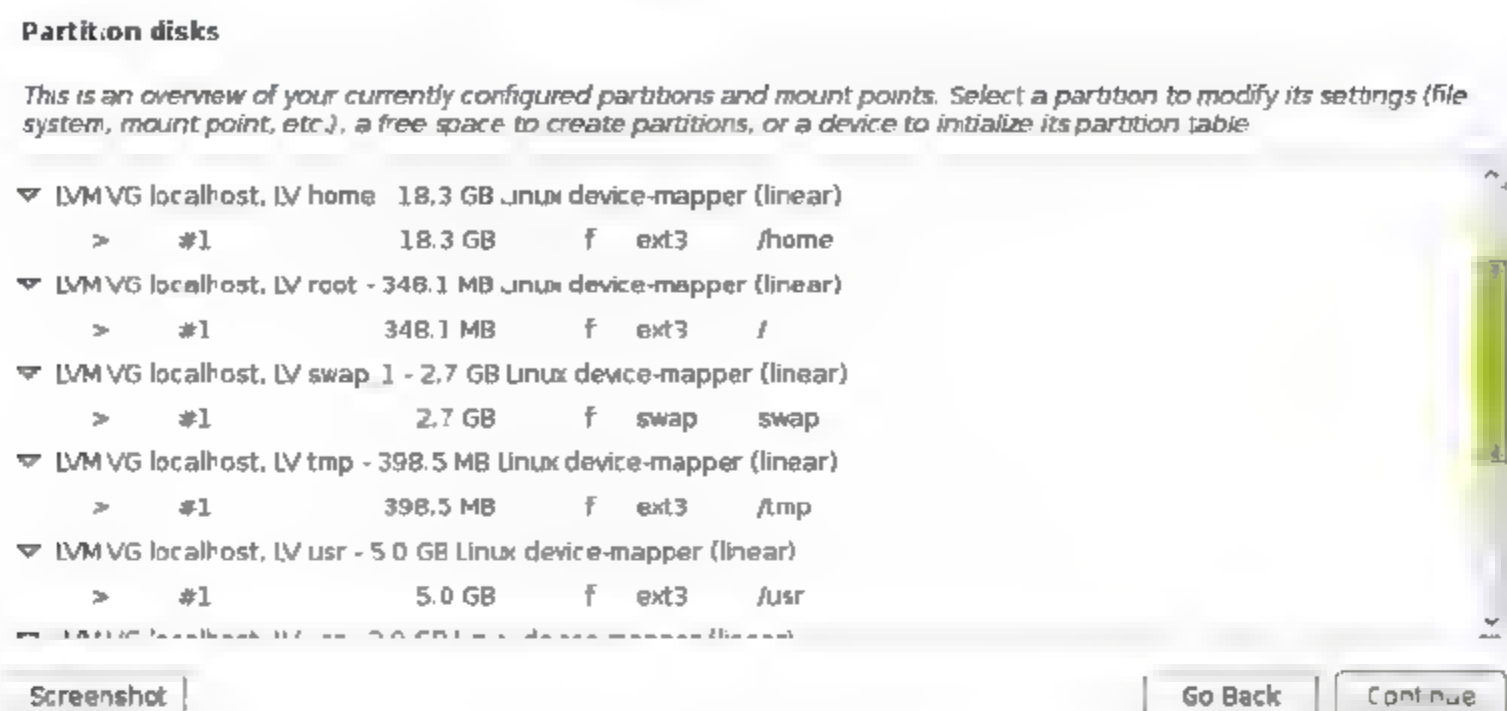 Partition disks
This is an overview of your currently configured partitions and mount points. Select a partition to modify its settings (file
system, mount point, etc.), a free space to create partitions, or a device to initialize its partition table
LVM VG localhost, LV home 18.3 GB Linux device-mapper (linear)
> #1 18.3 GB f ext3 /home
LVM VG localhost, LV root - 348.1 MB Linux device-mapper (linear)
> #1 348.1 MB f ext3 /
LVM VG localhost, LV swap_1 - 2.7 GB Linux device-mapper (linear)
> #1 2.7 GB f swap swap
LVM VG localhost, LV tmp - 398.5 MB Linux device-mapper (linear)
> #1 398.5 MB f ext3 /tmp
LVM VG localhost, LV usr - 5.0 GB Linux device-mapper (linear)
> #1 5.0 GB f ext3 /usr
Screenshot
Go Back
Continue